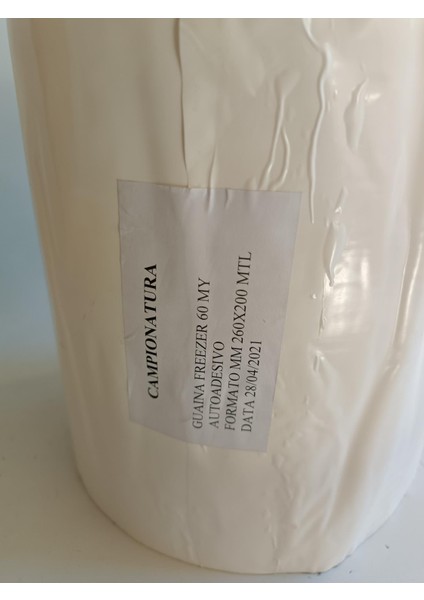 CAMPIONATURA
GUAINA FREEZER 60 MY
AUTOADESIVO
FORMATO MM 260X200 MTL
DATA 28/04/2021